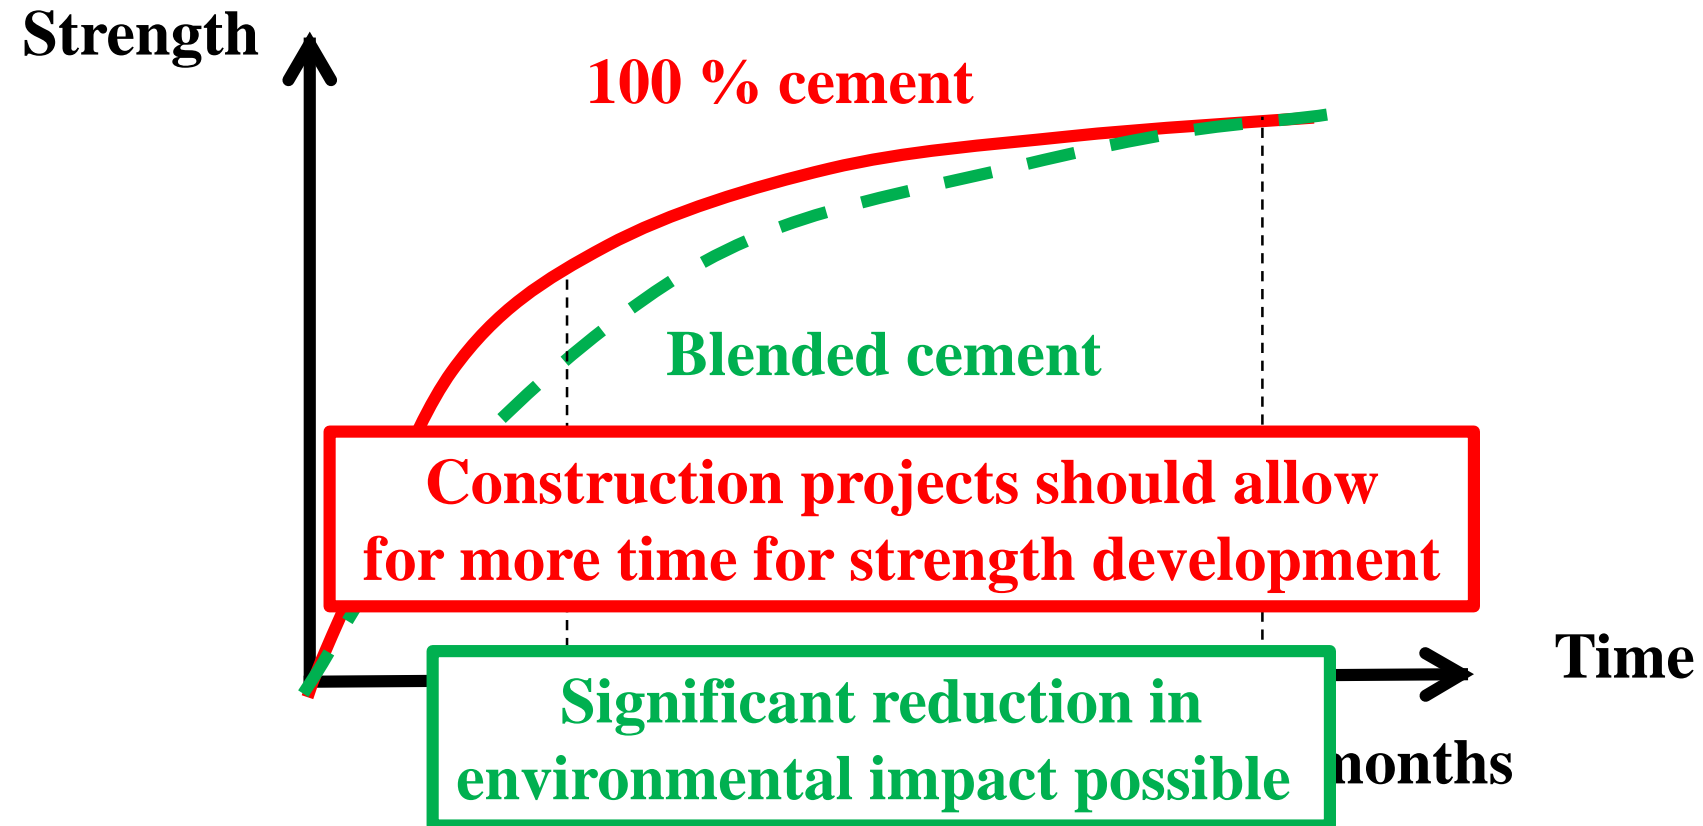 Strength
100 % cement
Blended cement
Construction projects should allow
for more time for strength development
Time
Significant reduction in
environmental impact possible
months